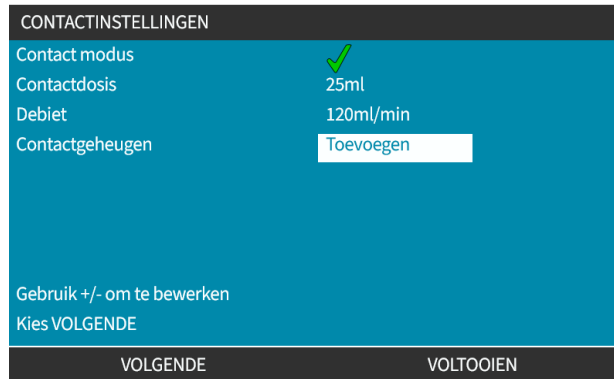 CONTACTINSTELLINGEN
Contact modus
Contactdosis 25ml
Debiet 120ml/min
Contactgeheugen Toevoegen
Gebruik +/- om te bewerken
Kies VOLGENDE
VOLGENDE VOLTOOIEN